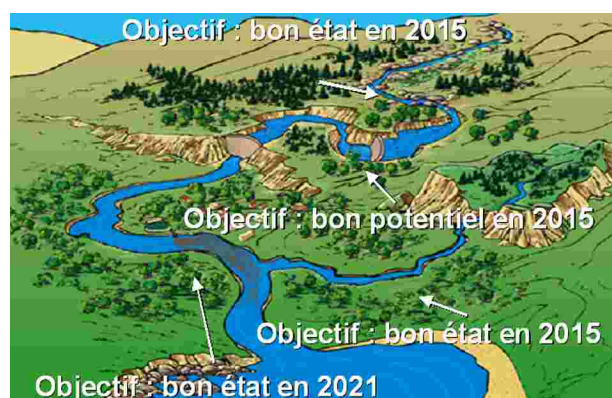 Objectif : bon état en 2015
Objectif : bon potentiel en 2015
Objectif : bon état en 2015
Objectif : bon état en 2021